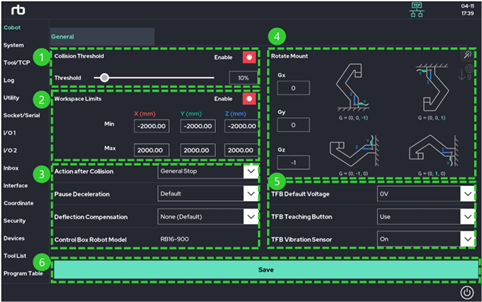 rb
TCP
04-11
17:39
Cobot
System
Tool/TCP
Log
Utility
Socket/Serial
I/O 1
I/O 2
Inbox
Interface
Coordinate
Security
Devices
Tool List
Program Table
General
1
Collision Threshold
Enable
Threshold
10%
2
Workspace Limits
Enable
X (mm) Y (mm) Z (mm)
Min -2000.00 -2000.00 -2000.00
Max 2000.00 2000.00 2000.00
3
Action after Collision General Stop
Pause Deceleration Default
Deflection Compensation None (Default)
Control Box Robot Model RB16-900
4
Rotate Mount
Gx
0
Gy
0
Gz
-1
G = (0, 0, -1) G = (0, 0, 1)
G = (0, -1, 0) G = (0, 1, 0)
5
TFB Default Voltage 0V
TFB Teaching Button Use
TFB Vibration Sensor On
6
Save